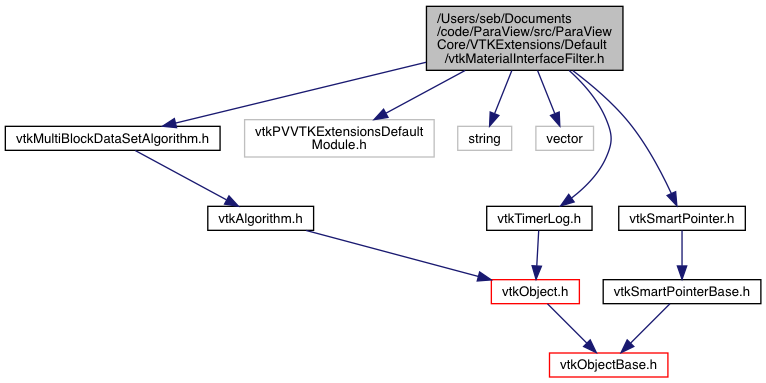 /Users/seb/Documents
/code/ParaView/src/ParaView
Core/VTKExtensions/Default
/vtkMaterialInterfaceFilter.h
vtkMultiBlockDataSetAlgorithm.h
vtkPVVTKExtensionsDefault
Module.h
string
vector
vtkAlgorithm.h
vtkTimerLog.h
vtkSmartPointer.h
vtkObject.h
vtkSmartPointerBase.h
vtkObjectBase.h